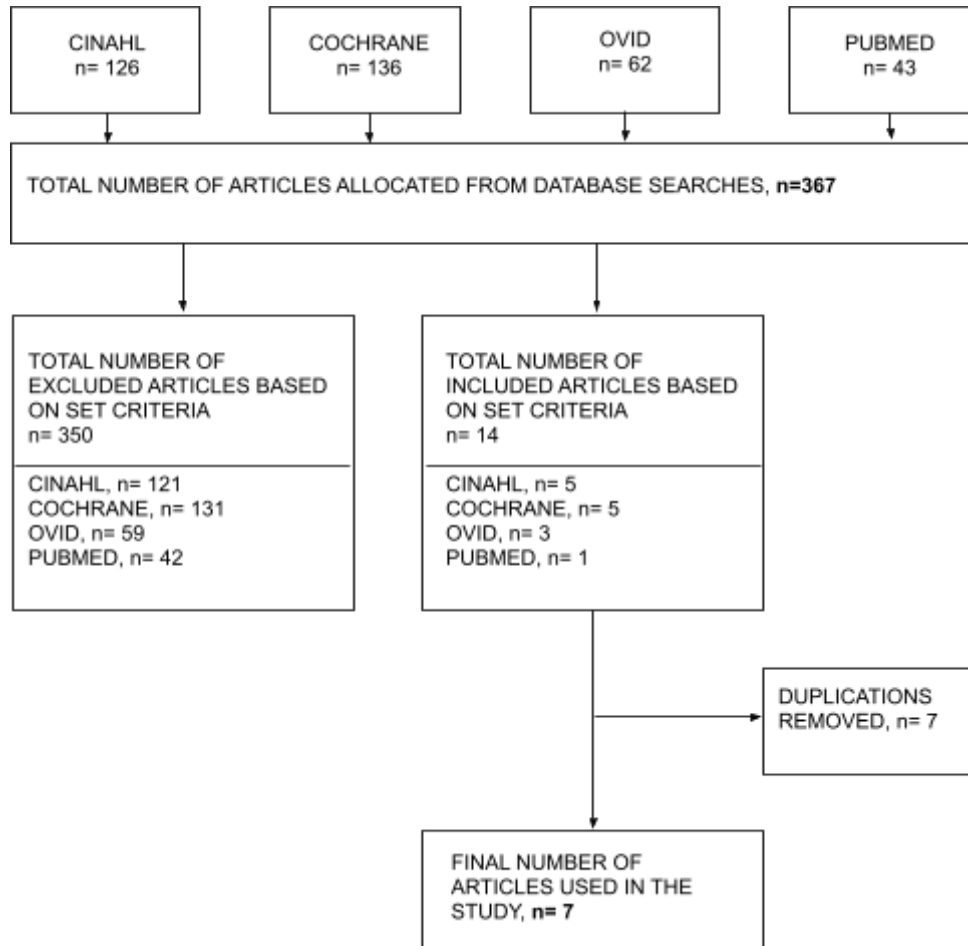 CINAHL
n= 126
COCHRANE
n= 136
OVID
n= 62
PUBMED
n= 43
TOTAL NUMBER OF ARTICLES ALLOCATED FROM DATABASE SEARCHES, n=367
TOTAL NUMBER OF
EXCLUDED ARTICLES BASED
ON SET CRITERIA
n= 350
CINAHL, n= 121
COCHRANE, n= 131
OVID, n= 59
PUBMED, n= 42
TOTAL NUMBER OF
INCLUDED ARTICLES BASED
ON SET CRITERIA
n= 14
CINAHL, n= 5
COCHRANE, n= 5
OVID, n= 3
PUBMED, n= 1
DUPLICATIONS
REMOVED, n= 7
FINAL NUMBER OF
ARTICLES USED IN THE
STUDY, n= 7